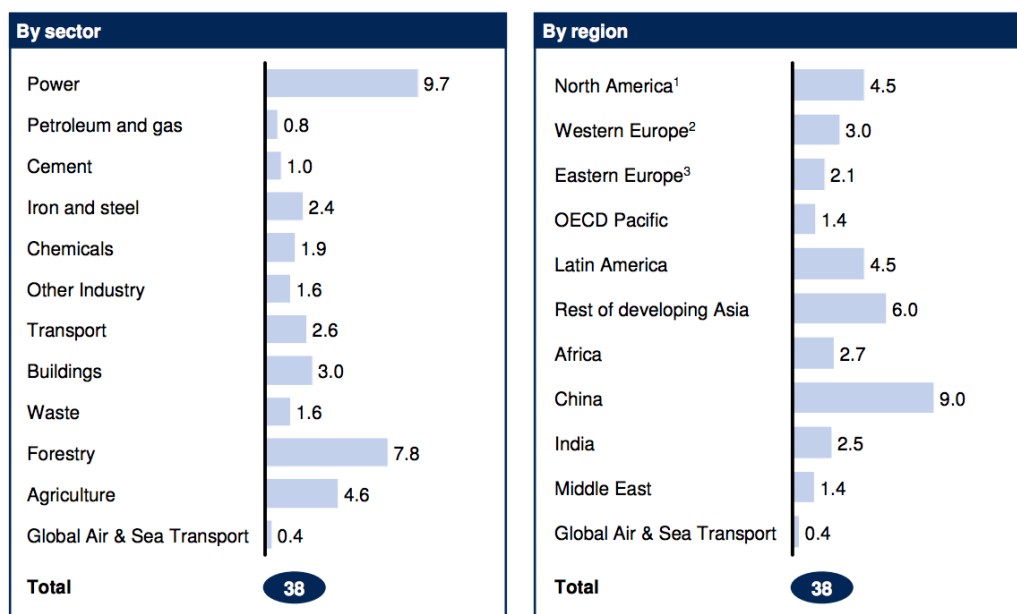 By sector
Power 9.7
Petroleum and gas 0.8
Cement 1.0
Iron and steel 2.4
Chemicals 1.9
Other Industry 1.6
Transport 2.6
Buildings 3.0
Waste 1.6
Forestry 7.8
Agriculture 4.6
Global Air & Sea Transport 0.4
Total 38
By region
North America¹ 4.5
Western Europe² 3.0
Eastern Europe³ 2.1
OECD Pacific 1.4
Latin America 4.5
Rest of developing Asia 6.0
Africa 2.7
China 9.0
India 2.5
Middle East 1.4
Global Air & Sea Transport 0.4
Total 38